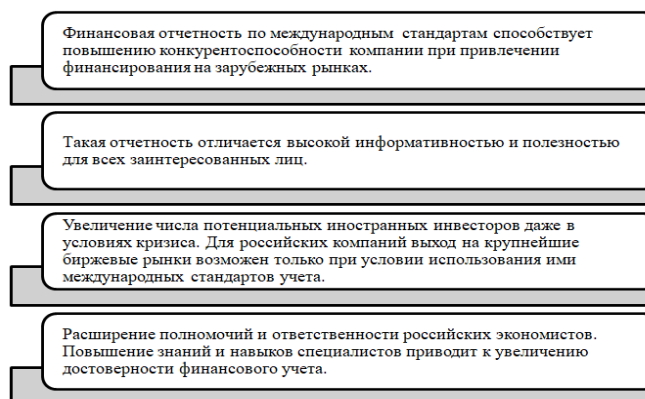 Финансовая отчетность по международным стандартам способствует
повышению конкурентоспособности компании при привлечении
финансирования на зарубежных рынках.
Такая отчетность отличается высокой информативностью и полезностью
для всех заинтересованных лиц.
Увеличение числа потенциальных иностранных инвесторов даже в
условиях кризиса. Для российских компаний выход на крупнейшие
биржевые рынки возможен только при условии использования ими
международных стандартов учета.
Расширение полномочий и ответственности российских экономистов.
Повышение знаний и навыков специалистов приводит к увеличению
достоверности финансового учета.